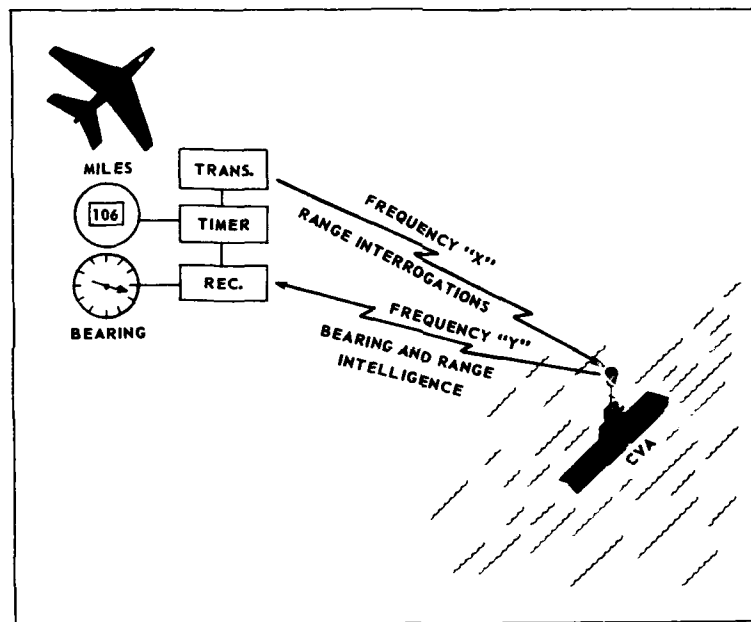 MILES
106
BEARING
TRANS.
TIMER
REC.
FREQUENCY "X"
RANGE INTERROGATIONS
FREQUENCY "Y"
BEARING AND RANGE
INTELLIGENCE
CVA